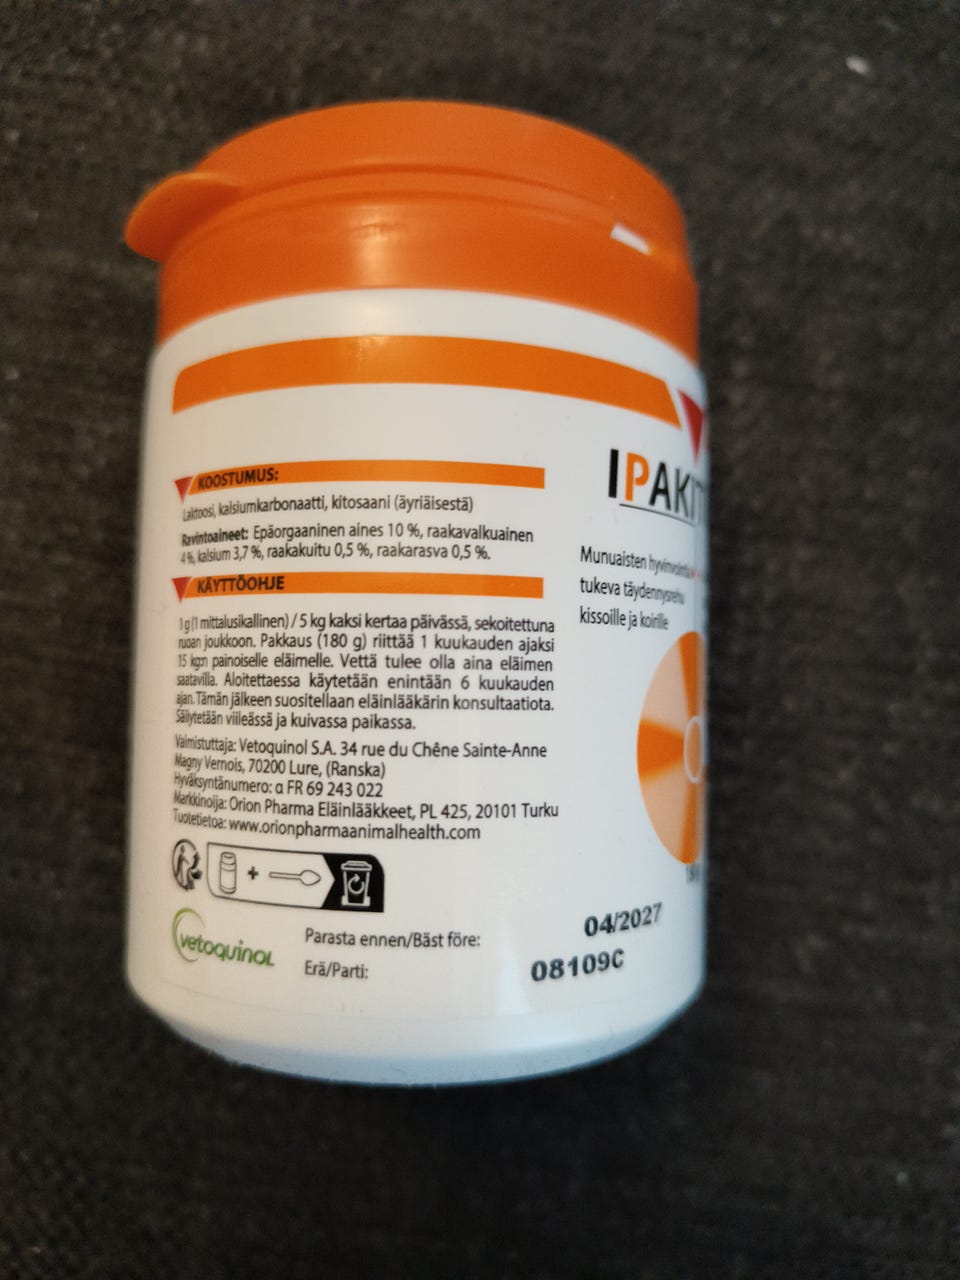 KOOSTUMUS:
Laktoosi, kalsiumkarbonaatti, kitosaani (äyriäisestä)
Ravintoaineet: Epäorgaaninen aines 10 %, raakavalkuainen
4 %, kalsium 3,7 %, raakakuitu 0,5 %, raakarasva 0,5 %.
KÄYTTÖOHJE
1 g (1 mittalusikallinen) / 5 kg kaksi kertaa päivässä, sekoitettuna
ruoan joukkoon. Pakkaus (180 g) riittää 1 kuukauden ajaksi
15 kg:n painoiselle eläimelle. Vettä tulee olla aina eläimen
saatavilla. Aloitettaessa käytetään enintään 6 kuukauden
ajan. Tämän jälkeen suositellaan eläinlääkärin konsultaatiota.
Säilytetään viileässä ja kuivassa paikassa.
Valmistuttaja: Vetoquinol S.A. 34 rue du Chêne Sainte-Anne
Magny Vernois, 70200 Lure, (Ranska)
Hyväksyntänumero: α FR 69 243 022
Markkinoija: Orion Pharma Eläinlääkkeet, PL 425, 20101 Turku
Tuotetietoa: www.orionpharmaanimalhealth.com
vetoquinol
Parasta ennen/Bäst före: 04/2027
Erä/Parti: 08109C
IPAKIT
Munuaisten hyvinvointia
tukeva täydennysrehu
kissoille ja koirille